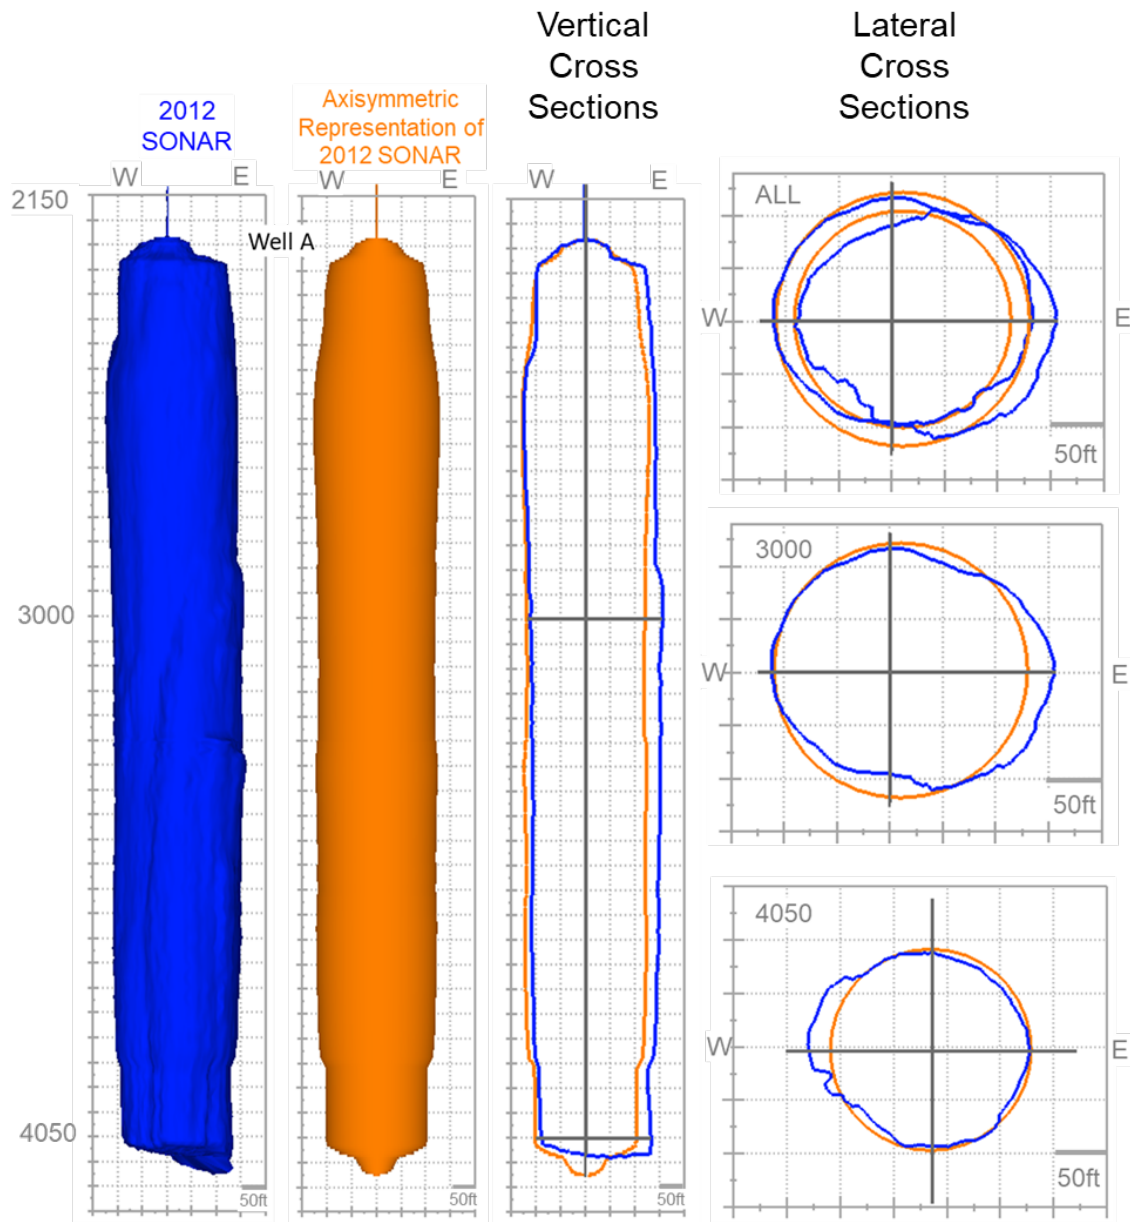 Vertical
Cross
Sections
Lateral
Cross
Sections
2012
SONAR
Axisymmetric
Representation of
2012 SONAR
W
E
W
E
W
E
2150
Well A
3000
4050
50ft
50ft
50ft
ALL
W
E
50ft
3000
W
E
50ft
4050
W
E
50ft